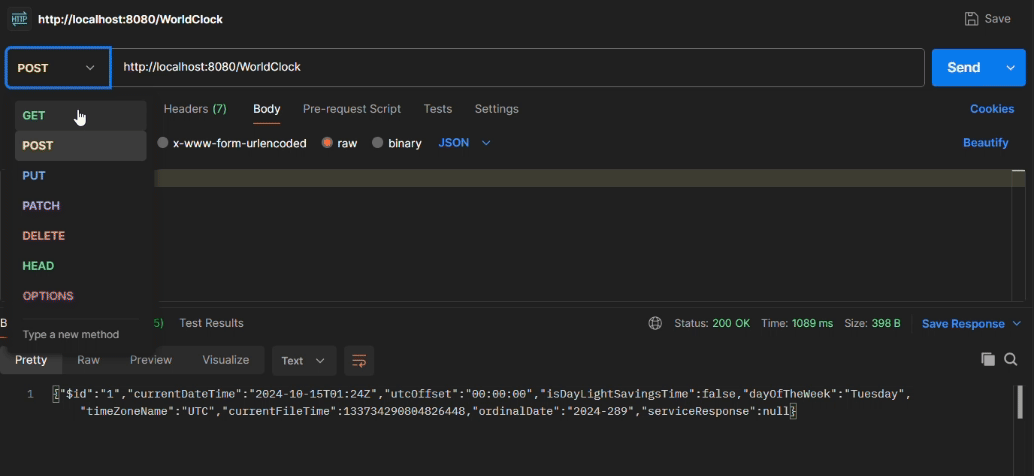 HTTP http://localhost:8080/WorldClock Save
POST http://localhost:8080/WorldClock Send
Headers (7) Body Pre-request Script Tests Settings Cookies
x-www-form-urlencoded raw binary JSON Beautify
GET
POST
PUT
PATCH
DELETE
HEAD
OPTIONS
Type a new method
B 5) Test Results Status: 200 OK Time: 1089 ms Size: 398 B Save Response
Pretty Raw Preview Visualize Text
1 {"$id":"1","currentDateTime":"2024-10-15T01:24Z","utcOffset":"00:00:00","isDayLightSavingsTime":false,"dayOfTheWeek":"Tuesday",
"timeZoneName":"UTC","currentFileTime":133734290804826448,"ordinalDate":"2024-289","serviceResponse":null}